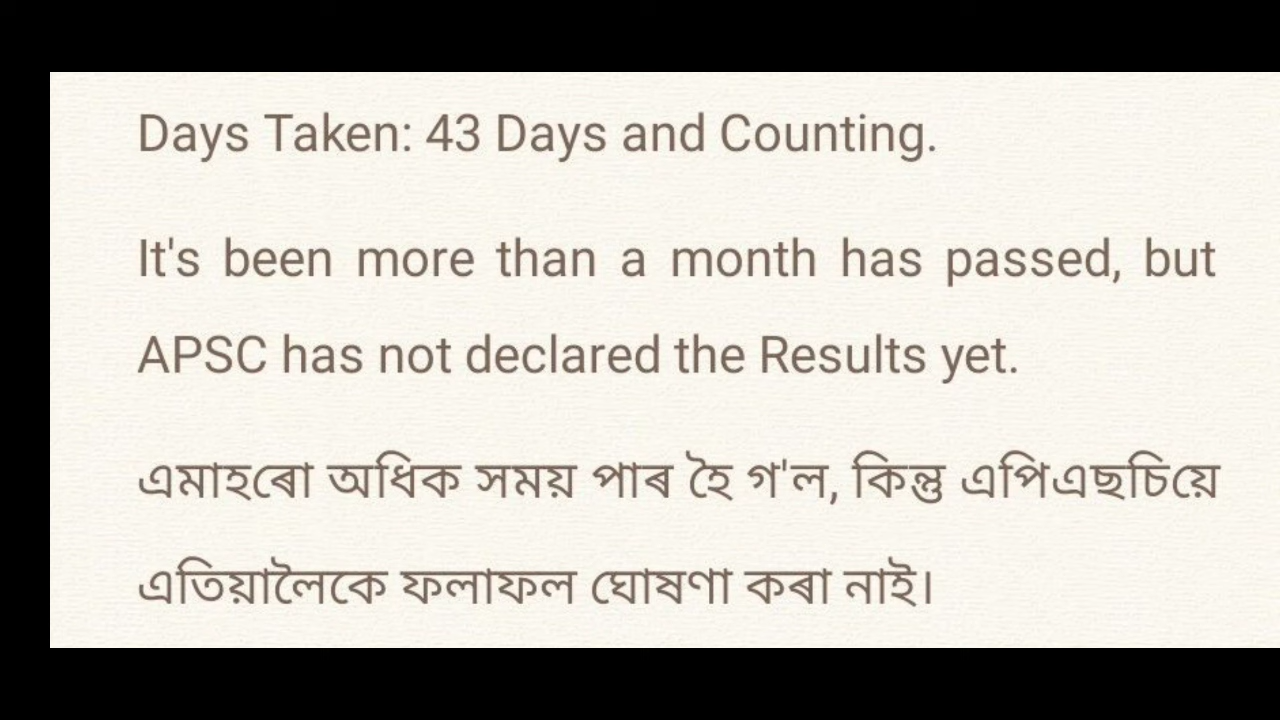 Days Taken: 43 Days and Counting.
It's been more than a month has passed, but
APSC has not declared the Results yet.
এমাহৰো অধিক সময় পাৰ হৈ গ'ল, কিন্তু এপিএছচিয়ে
এতিয়ালৈকে ফলাফল ঘোষণা কৰা নাই।